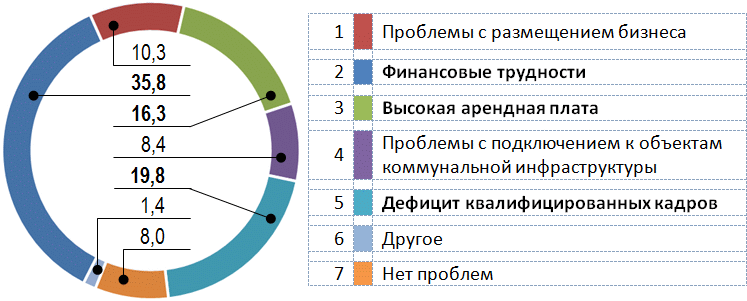 10,3
35,8
16,3
8,4
19,8
1,4
8,0
1 Проблемы с размещением бизнеса
2 Финансовые трудности
3 Высокая арендная плата
4 Проблемы с подключением к объектам
коммунальной инфраструктуры
5 Дефицит квалифицированных кадров
6 Другое
7 Нет проблем